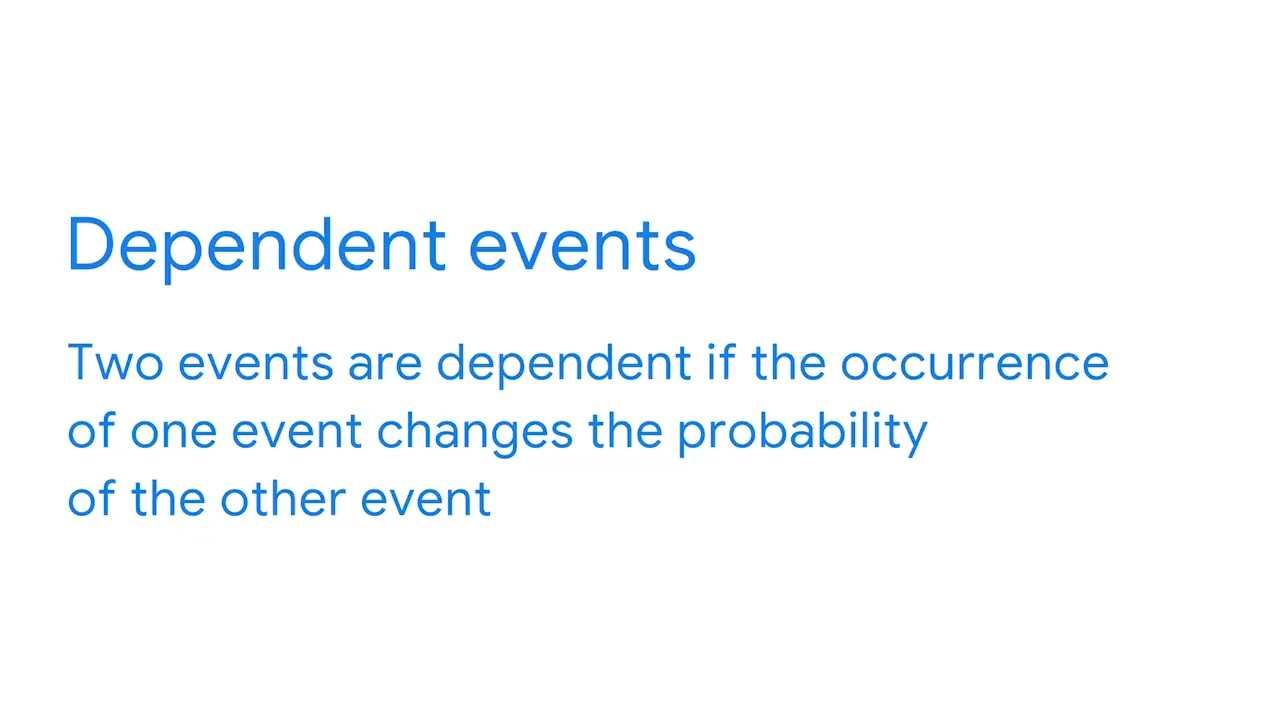 Dependent events
Two events are dependent if the occurrence
of one event changes the probability
of the other event